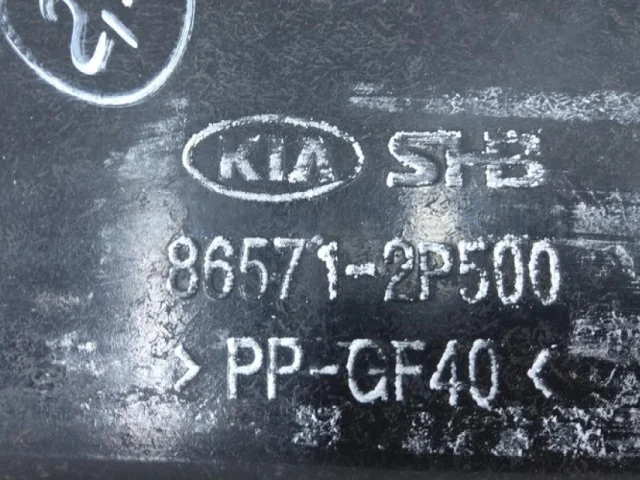 KIA SHB
86571-2P500
> PP-GF40 <